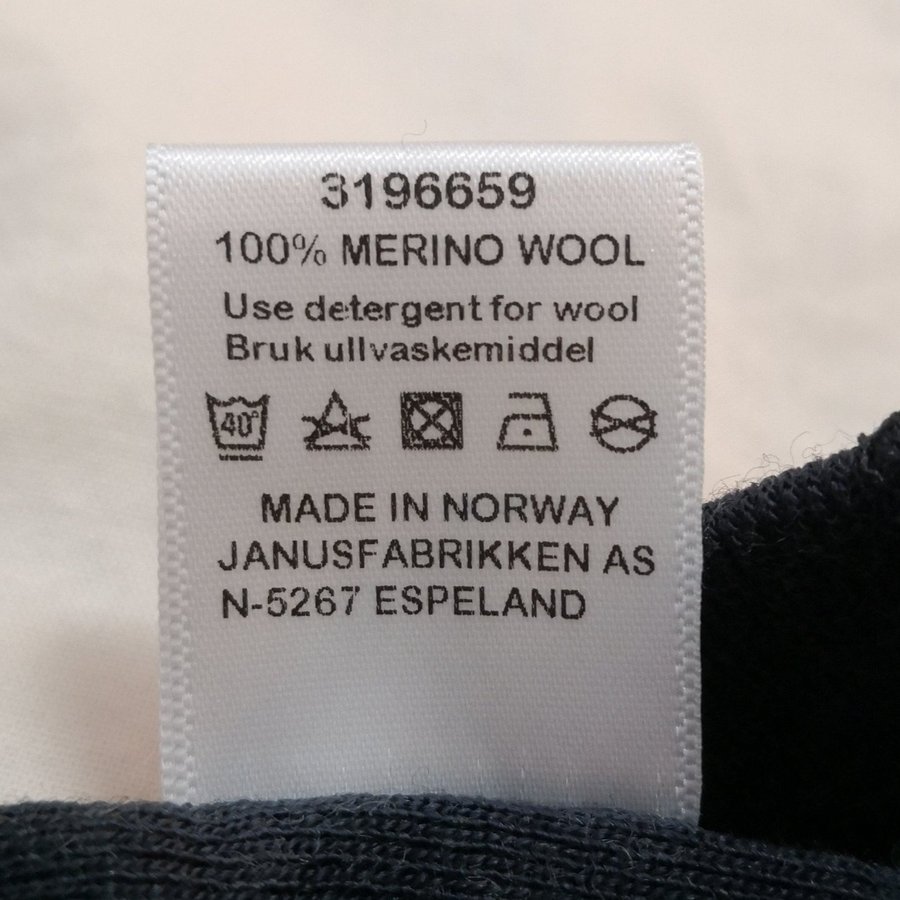 3196659
100% MERINO WOOL
Use detergent for wool
Bruk ullvaskemiddel
40°
MADE IN NORWAY
JANUSFABRIKKEN AS
N-5267 ESPELAND